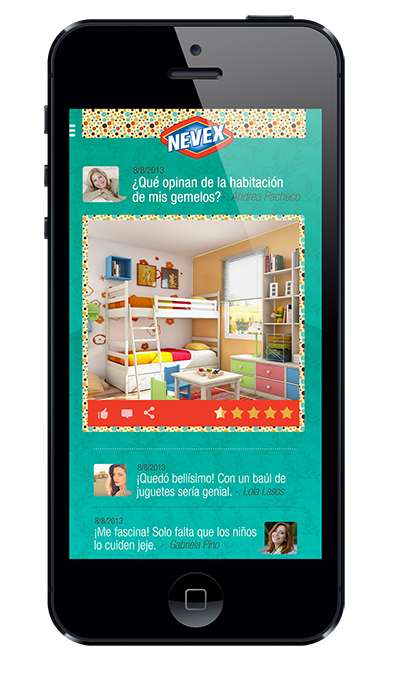 NEVEX
8/8/2013
¿Qué opinan de la habitación
de mis gemelos? -. Andrea Pacheco
8/8/2013
¡Quedó bellísimo! Con un baúl de
juguetes sería genial. -. Lola Lasos
8/8/2013
¡Me fascina! Solo falta que los niños
lo cuiden jeje. -. Gabriela Pino